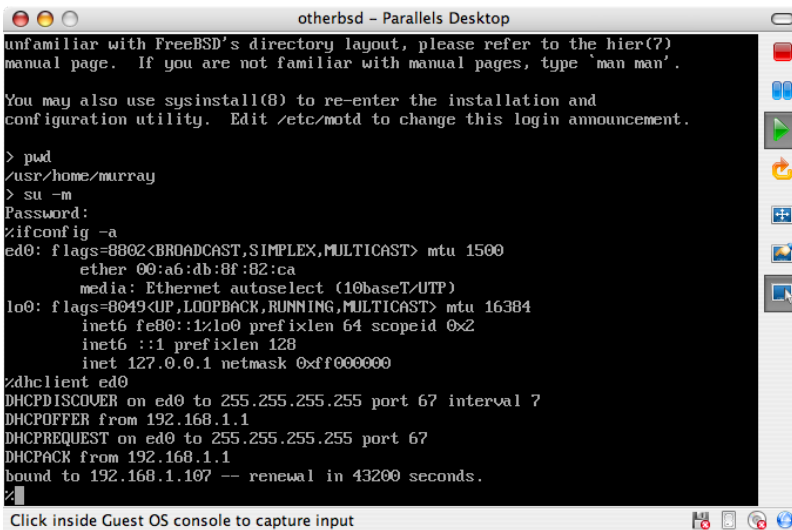 otherbsd – Parallels Desktop
unfamiliar with FreeBSD's directory layout, please refer to the hier(7)
manual page.  If you are not familiar with manual pages, type `man man'.
You may also use sysinstall(8) to re-enter the installation and
configuration utility.  Edit /etc/motd to change this login announcement.
> pwd
/usr/home/murray
> su -m
Password:
%ifconfig -a
ed0: flags=8802<BROADCAST,SIMPLEX,MULTICAST> mtu 1500
        ether 00:a6:db:8f:82:ca
        media: Ethernet autoselect (10baseT/UTP)
lo0: flags=8049<UP,LOOPBACK,RUNNING,MULTICAST> mtu 16384
        inet6 fe80::1%lo0 prefixlen 64 scopeid 0x2
        inet6 ::1 prefixlen 128
        inet 127.0.0.1 netmask 0xff000000
%dhclient ed0
DHCPDISCOVER on ed0 to 255.255.255.255 port 67 interval 7
DHCPOFFER from 192.168.1.1
DHCPREQUEST on ed0 to 255.255.255.255 port 67
DHCPACK from 192.168.1.1
bound to 192.168.1.107 -- renewal in 43200 seconds.
%
Click inside Guest OS console to capture input